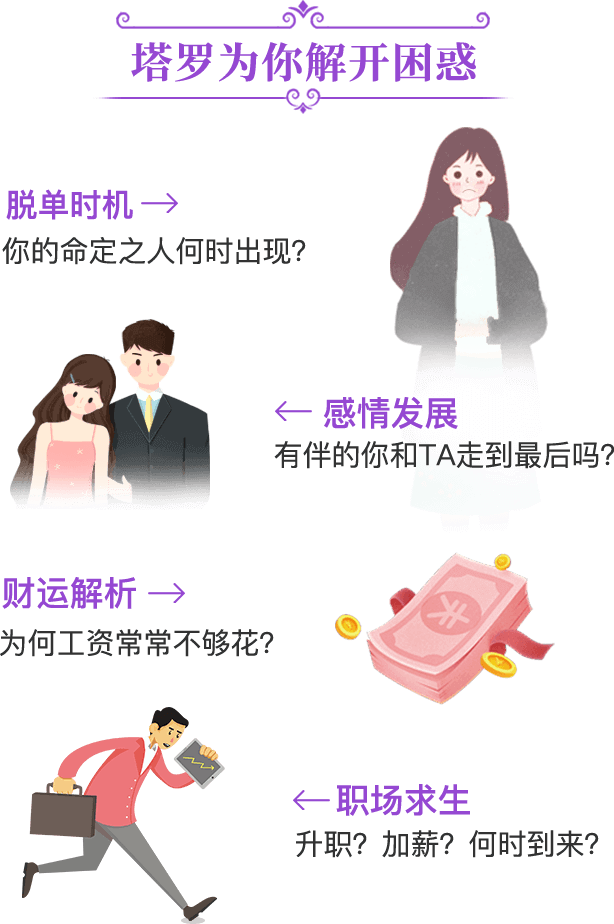 塔罗为你解开困惑
脱单时机
你的命定之人何时出现？
感情发展
有伴的你和TA走到最后吗？
财运解析
为何工资常常不够花？
职场求生
升职？加薪？何时到来？